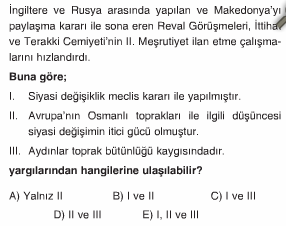 İngiltere ve Rusya arasında yapılan ve Makedonya'yı
paylaşma kararı ile sona eren Reval Görüşmeleri, İttihat
ve Terakki Cemiyeti'nin II. Meşrutiyet ilan etme çalışma-
larını hızlandırdı.
Buna göre;
I. Siyasi değişiklik meclis kararı ile yapılmıştır.
II. Avrupa'nın Osmanlı toprakları ile ilgili düşüncesi
siyasi değişimin itici gücü olmuştur.
III. Aydınlar toprak bütünlüğü kaygısındadır.
yargılarından hangilerine ulaşılabilir?
A) Yalnız II B) I ve II C) I ve III
D) II ve III E) I, II ve III